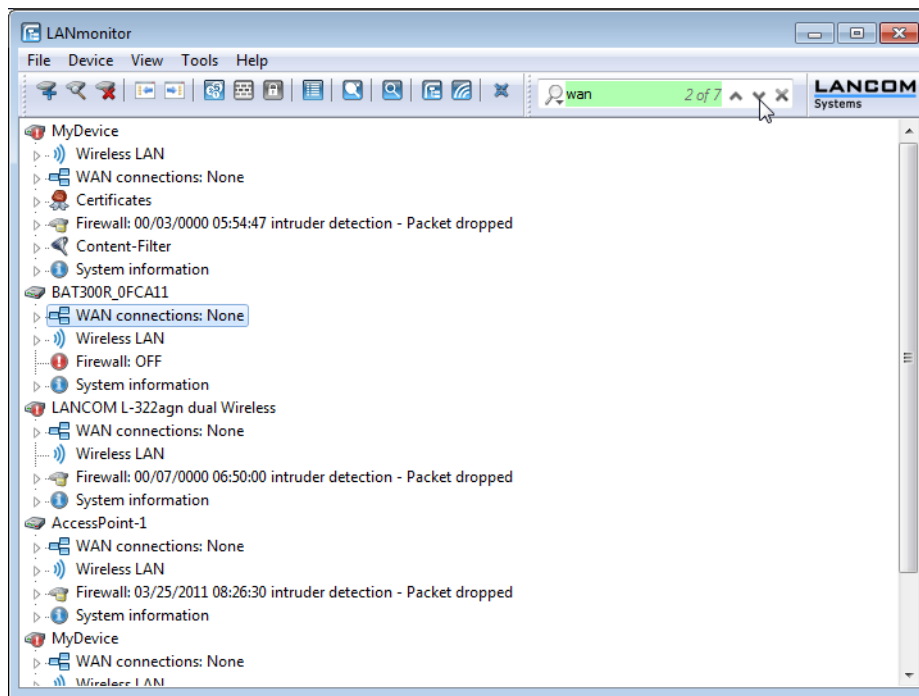 LANmonitor
File Device View Tools Help
wan 2 of 7
LANCOM
Systems
MyDevice
Wireless LAN
WAN connections: None
Certificates
Firewall: 00/03/0000 05:54:47 intruder detection - Packet dropped
Content-Filter
System information
BAT300R_0FCA11
WAN connections: None
Wireless LAN
Firewall: OFF
System information
LANCOM L-322agn dual Wireless
WAN connections: None
Wireless LAN
Firewall: 00/07/0000 06:50:00 intruder detection - Packet dropped
System information
AccessPoint-1
WAN connections: None
Wireless LAN
Firewall: 03/25/2011 08:26:30 intruder detection - Packet dropped
System information
MyDevice
WAN connections: None
Wireless LAN